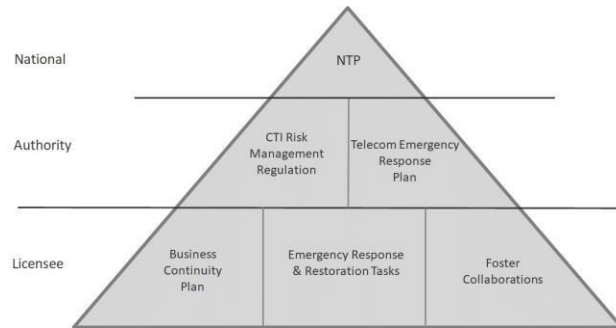 National
NTP
Authority
CTI Risk
Management
Regulation
Telecom Emergency
Response
Plan
Licensee
Business
Continuity
Plan
Emergency Response
& Restoration Tasks
Foster
Collaborations